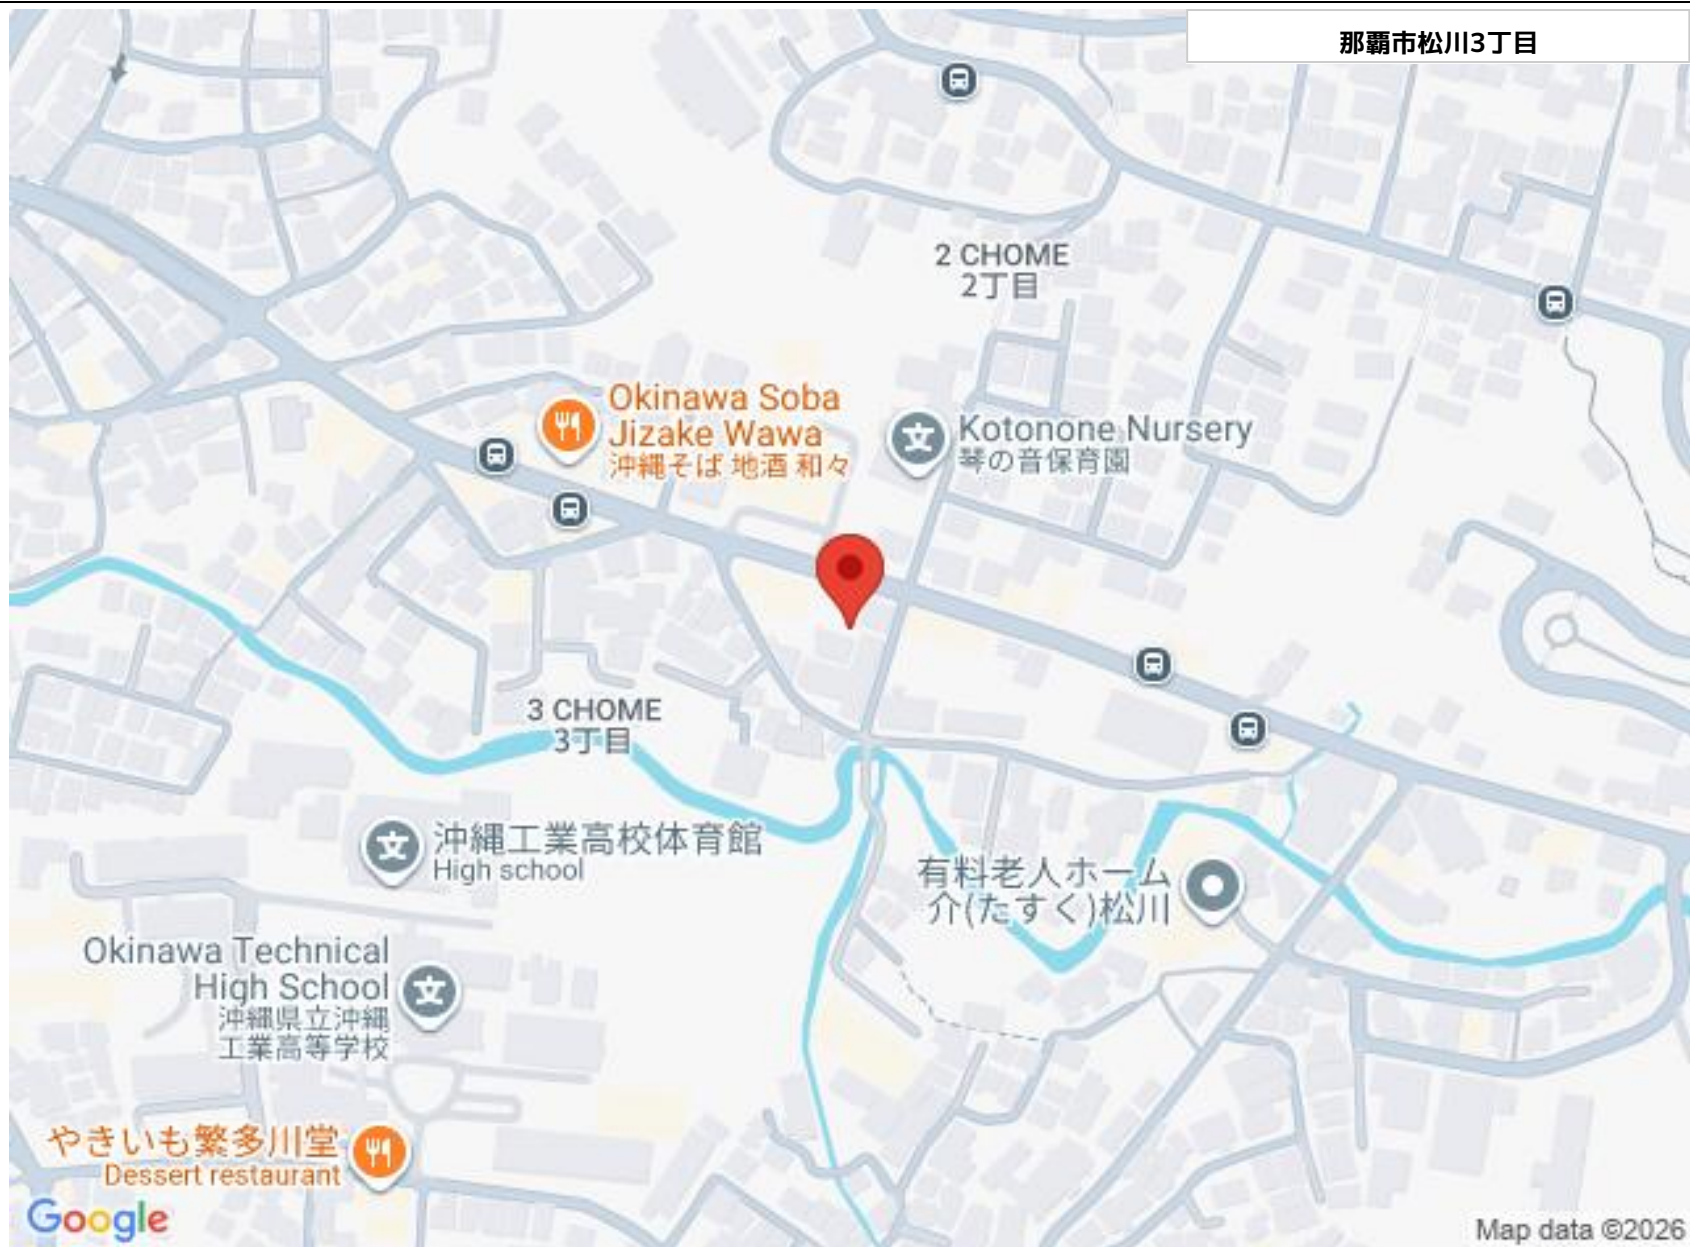 那覇市松川3丁目
2 CHOME
2丁目
Okinawa Soba
Jizake Wawa
沖縄そば 地酒 和々
Kotonone Nursery
琴の音保育園
3 CHOME
3丁目
沖縄工業高校体育館
High school
有料老人ホーム
介(たすく)松川
Okinawa Technical
High School
沖縄県立沖縄
工業高等学校
やきいも繁多川堂
Dessert restaurant
Google
Map data ©2026